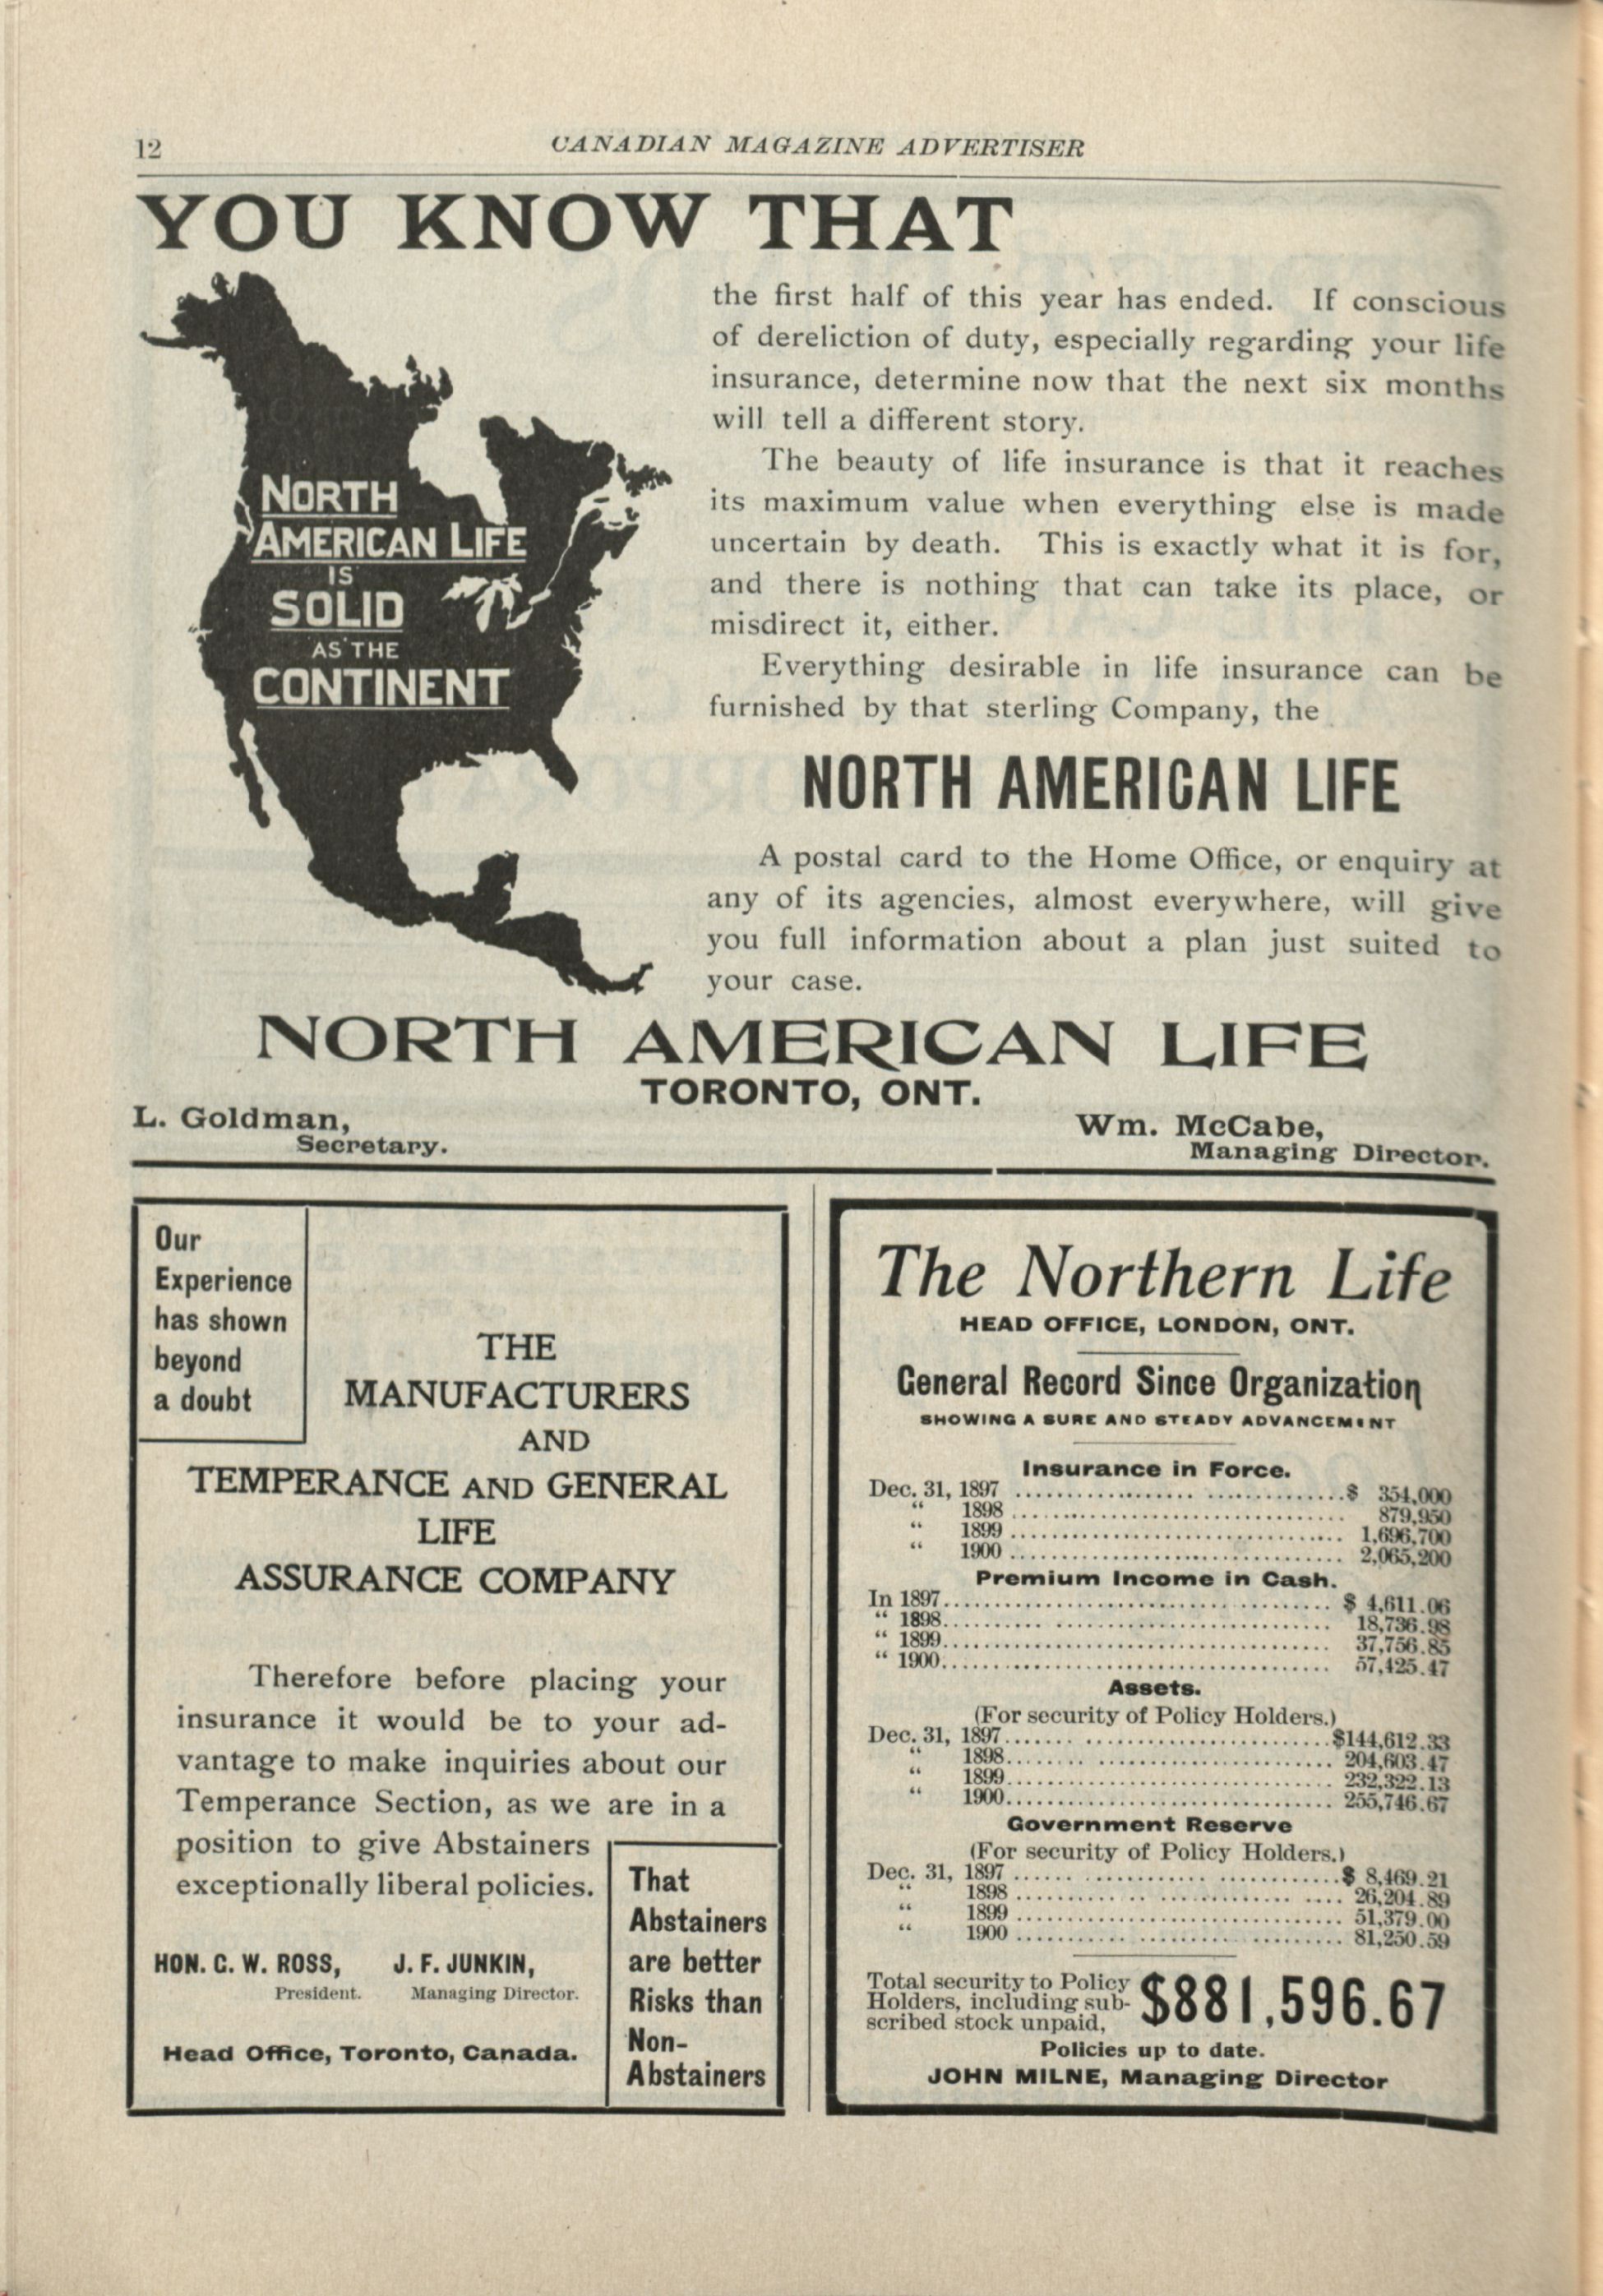 12
CANADIAN MAGAZINE ADVERTISER
YOU KNOW THAT
NORTH
AMERICAN LIFE
IS
SOLID
AS THE
CONTINENT
the first half of this year has ended. If conscious
of dereliction of duty, especially regarding your life
insurance, determine now that the next six months
will tell a different story.
The beauty of life insurance is that it reaches
its maximum value when everything else is made
uncertain by death. This is exactly what it is for,
and there is nothing that can take its place, or
misdirect it, either.
Everything desirable in life insurance can be
furnished by that sterling Company, the
NORTH AMERICAN LIFE
A postal card to the Home Office, or enquiry at
any of its agencies, almost everywhere, will give
you full information about a plan just suited to
your case.
NORTH AMERICAN LIFE
TORONTO, ONT.
L. Goldman,
Secretary.
Wm. McCabe,
Managing Director.
Our
Experience
has shown
beyond
a doubt
THE
MANUFACTURERS
AND
TEMPERANCE AND GENERAL
LIFE
ASSURANCE COMPANY
Therefore before placing your
insurance it would be to your ad-
vantage to make inquiries about our
Temperance Section, as we are in a
position to give Abstainers
exceptionally liberal policies.
HON. C. W. ROSS,
President.
J. F. JUNKIN,
Managing Director.
Head Office, Toronto, Canada.
That
Abstainers
are better
Risks than
Non-
Abstainers
The Northern Life
HEAD OFFICE, LONDON, ONT.
General Record Since Organization
SHOWING A SURE AND STEADY ADVANCEMENT
Insurance in Force.
Dec. 31, 1897 ........ $ 354,000
" 1898 ........ 879,950
" 1899 ........ 1,696,700
" 1900 ........ 2,065,200
Premium Income in Cash.
In 1897........ $ 4,611.06
" 1898........ 18,736.98
" 1899........ 37,756.85
" 1900........ 57,425.47
Assets.
(For security of Policy Holders.)
Dec. 31, 1897........ $144,612.33
" 1898........ 204,603.47
" 1899........ 232,322.13
" 1900........ 255,746.67
Government Reserve
(For security of Policy Holders.)
Dec. 31, 1897 ........ $ 8,469.21
" 1898 ........ 26,204.89
" 1899 ........ 51,379.00
" 1900 ........ 81,250.59
Total security to Policy
Holders, including sub-
scribed stock unpaid,
$881,596.67
Policies up to date.
JOHN MILNE, Managing Director